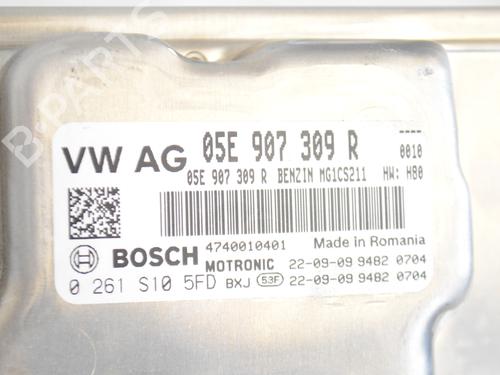 VW AG 05E 907 309 R ---- 0010
05E 907 309 R BENZIN MG1CS211 HW: H80
BOSCH 4740010401 Made in Romania
MOTRONIC 22-09-09 9482 0704
0 261 S10 5FD BXJ 53F 22-09-09 9482 0704
B-PARTS